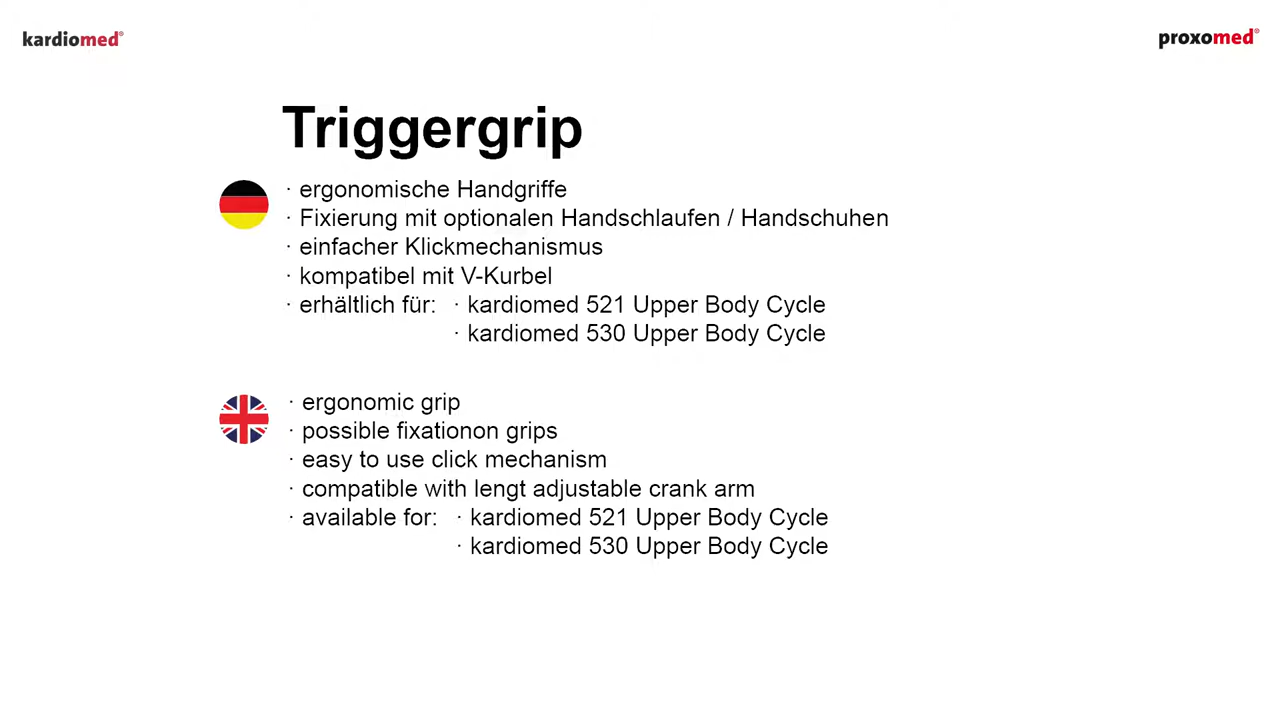 kardiomed®
proxomed®
Triggergrip
· ergonomische Handgriffe
· Fixierung mit optionalen Handschlaufen / Handschuhen
· einfacher Klickmechanismus
· kompatibel mit V-Kurbel
· erhältlich für: · kardiomed 521 Upper Body Cycle
· kardiomed 530 Upper Body Cycle
· ergonomic grip
· possible fixationon grips
· easy to use click mechanism
· compatible with lengt adjustable crank arm
· available for: · kardiomed 521 Upper Body Cycle
· kardiomed 530 Upper Body Cycle